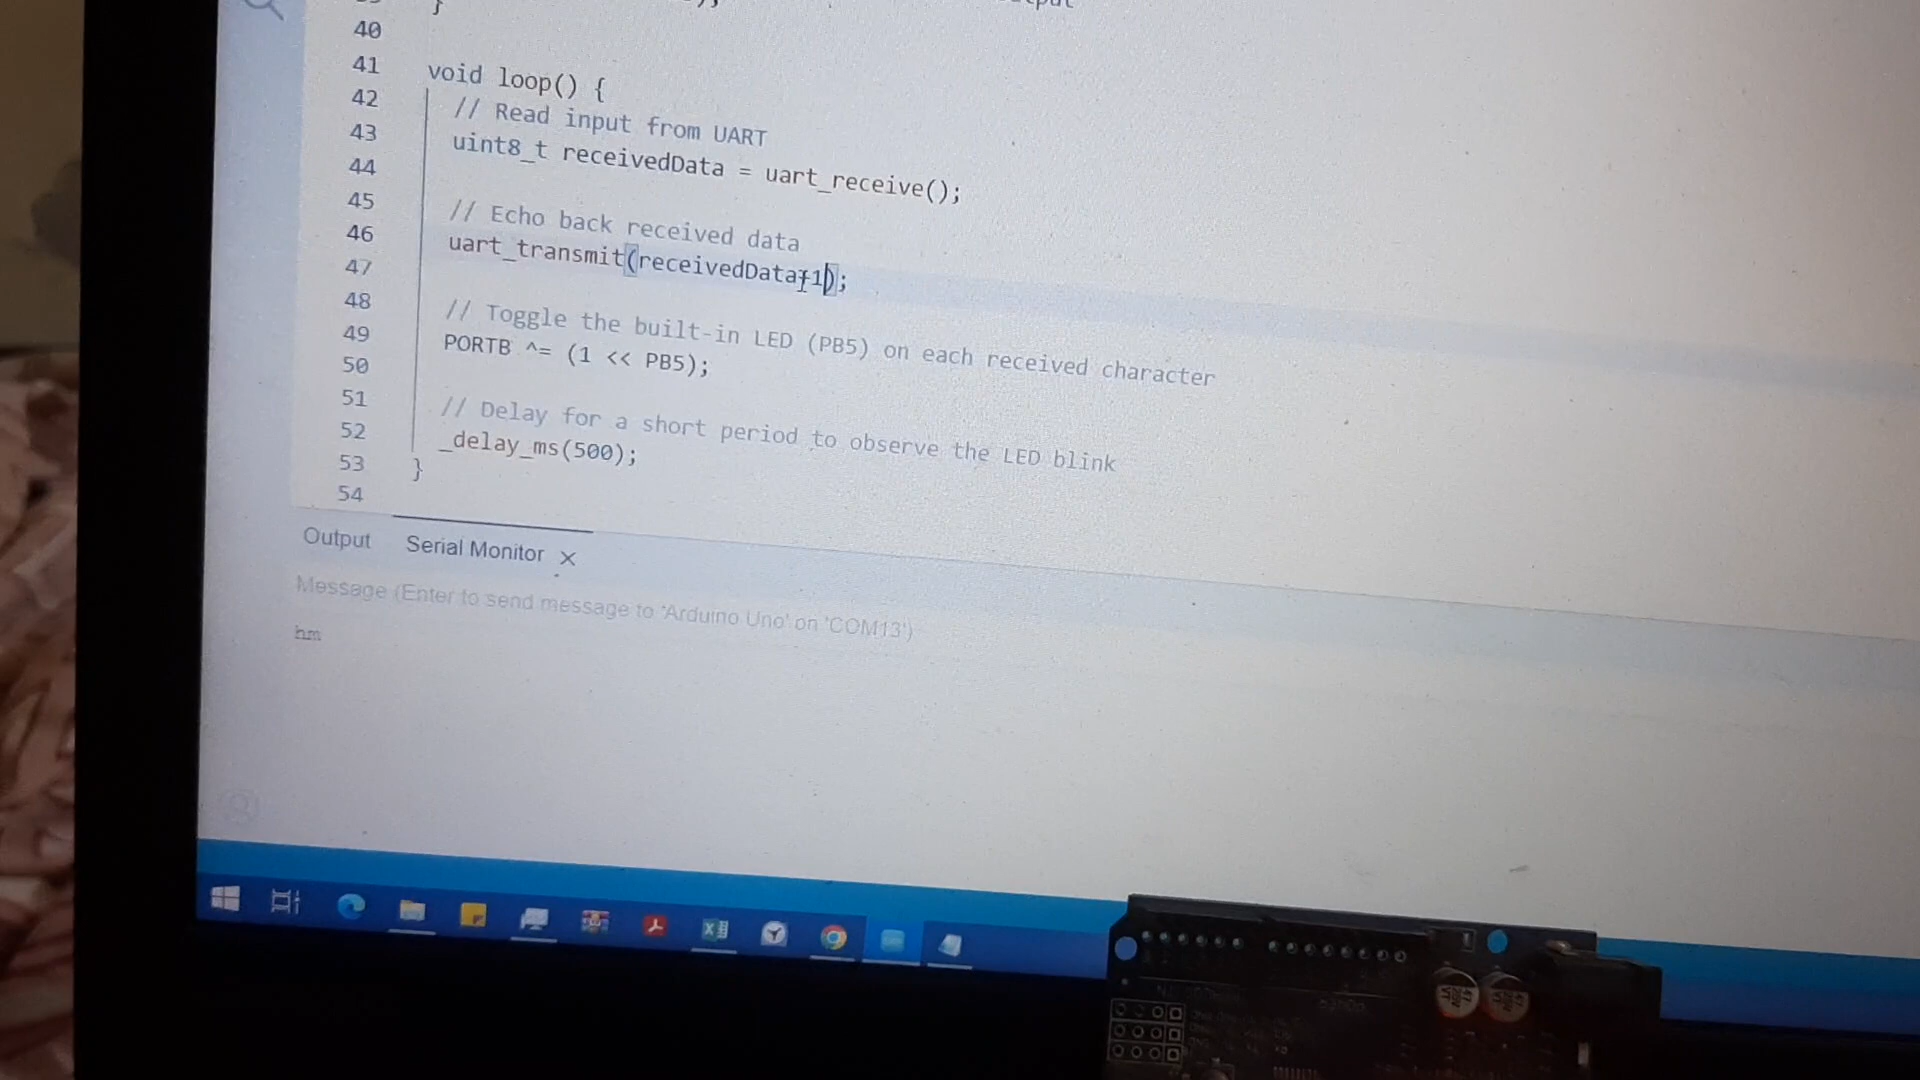 40
41 void loop() {
42 // Read input from UART
43 uint8_t receivedData = uart_receive();
44
45 // Echo back received data
46 uart_transmit(receivedData+1);
47
48 // Toggle the built-in LED (PB5) on each received character
49 PORTB ^= (1 << PB5);
50
51 // Delay for a short period to observe the LED blink
52 _delay_ms(500);
53 }
54
Output Serial Monitor
Message (Enter to send message to 'Arduino Uno' on 'COM13')
hm